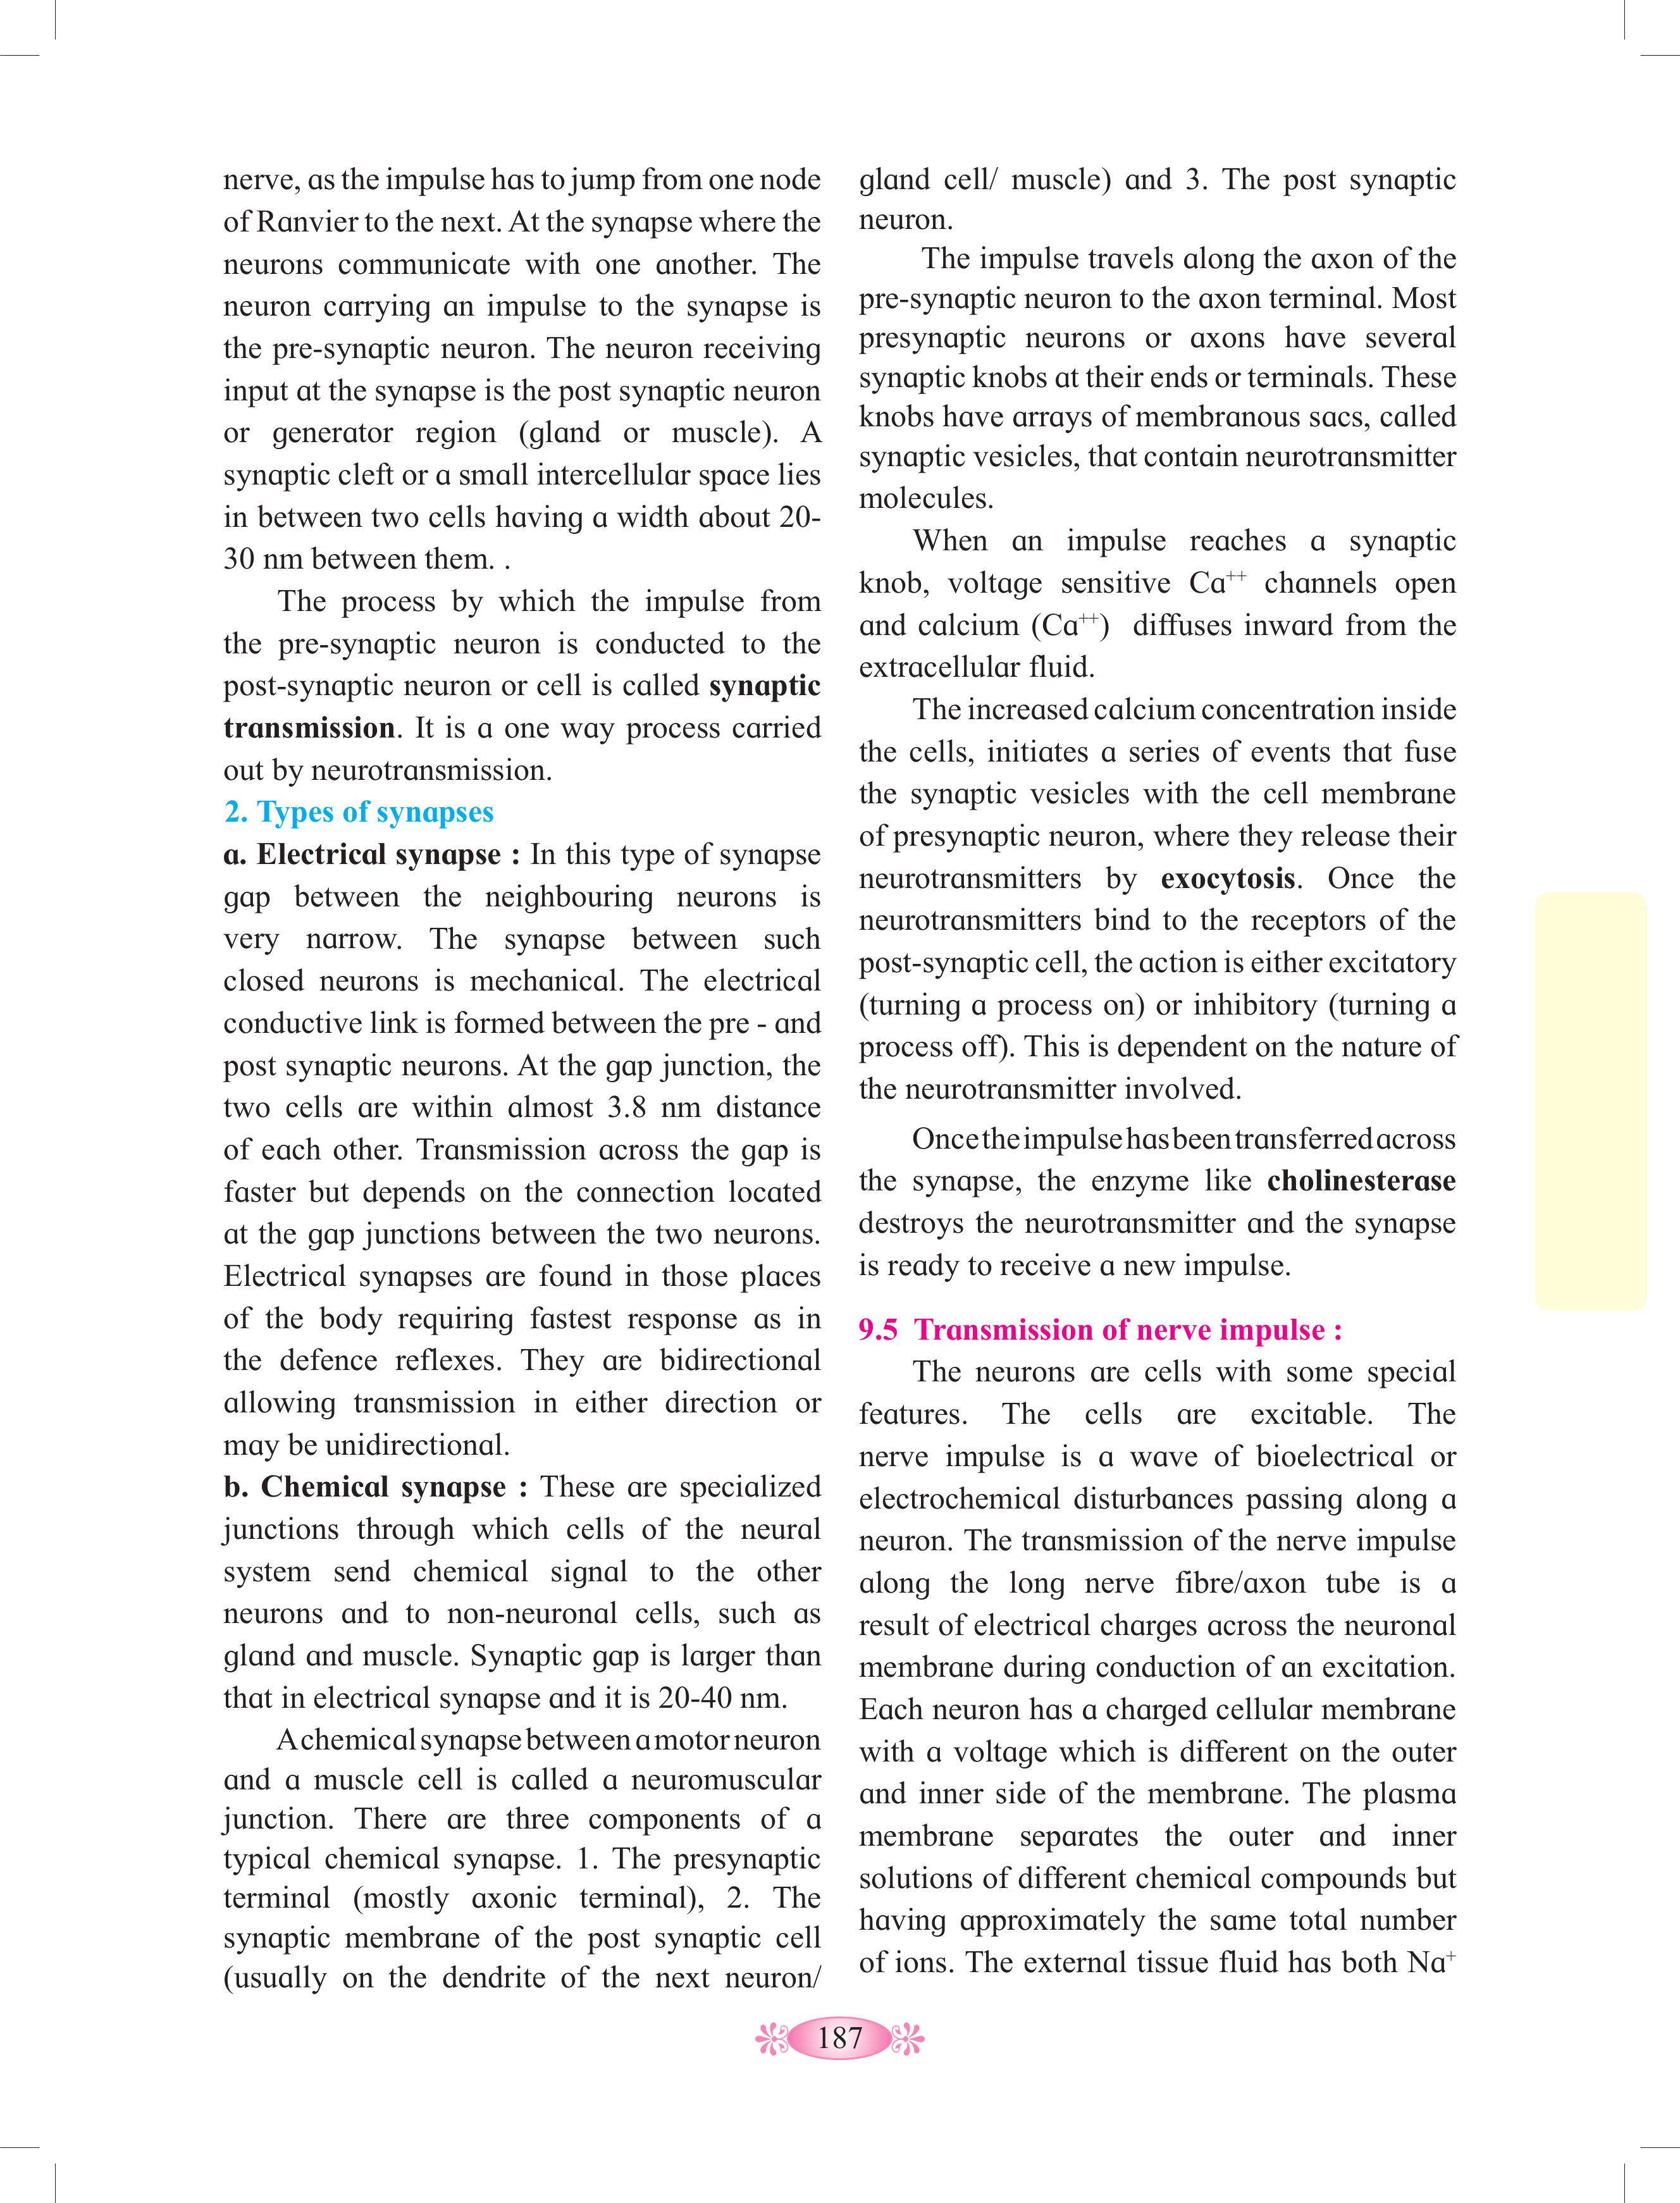 nerve, as the impulse has to jump from one node
of Ranvier to the next. At the synapse where the
neurons communicate with one another. The
neuron carrying an impulse to the synapse is
the pre-synaptic neuron. The neuron receiving
input at the synapse is the post synaptic neuron
or generator region (gland or muscle). A
synaptic cleft or a small intercellular space lies
in between two cells having a width about 20-
30 nm between them. .
The process by which the impulse from
the pre-synaptic neuron is conducted to the
post-synaptic neuron or cell is called synaptic
transmission. It is a one way process carried
out by neurotransmission.
2. Types of synapses
a. Electrical synapse : In this type of synapse
gap between the neighbouring neurons is
very narrow. The synapse between such
closed neurons is mechanical. The electrical
conductive link is formed between the pre - and
post synaptic neurons. At the gap junction, the
two cells are within almost 3.8 nm distance
of each other. Transmission across the gap is
faster but depends on the connection located
at the gap junctions between the two neurons.
Electrical synapses are found in those places
of the body requiring fastest response as in
the defence reflexes. They are bidirectional
allowing transmission in either direction or
may be unidirectional.
b. Chemical synapse : These are specialized
junctions through which cells of the neural
system send chemical signal to the other
neurons and to non-neuronal cells, such as
gland and muscle. Synaptic gap is larger than
that in electrical synapse and it is 20-40 nm.
A chemical synapse between a motor neuron
and a muscle cell is called a neuromuscular
junction. There are three components of a
typical chemical synapse. 1. The presynaptic
terminal (mostly axonic terminal), 2. The
synaptic membrane of the post synaptic cell
(usually on the dendrite of the next neuron/
gland cell/ muscle) and 3. The post synaptic
neuron.
The impulse travels along the axon of the
pre-synaptic neuron to the axon terminal. Most
presynaptic neurons or axons have several
synaptic knobs at their ends or terminals. These
knobs have arrays of membranous sacs, called
synaptic vesicles, that contain neurotransmitter
molecules.
When an impulse reaches a synaptic
knob, voltage sensitive Ca⁺⁺ channels open
and calcium (Ca⁺⁺) diffuses inward from the
extracellular fluid.
The increased calcium concentration inside
the cells, initiates a series of events that fuse
the synaptic vesicles with the cell membrane
of presynaptic neuron, where they release their
neurotransmitters by exocytosis. Once the
neurotransmitters bind to the receptors of the
post-synaptic cell, the action is either excitatory
(turning a process on) or inhibitory (turning a
process off). This is dependent on the nature of
the neurotransmitter involved.
Once the impulse has been transferred across
the synapse, the enzyme like cholinesterase
destroys the neurotransmitter and the synapse
is ready to receive a new impulse.
9.5 Transmission of nerve impulse :
The neurons are cells with some special
features. The cells are excitable. The
nerve impulse is a wave of bioelectrical or
electrochemical disturbances passing along a
neuron. The transmission of the nerve impulse
along the long nerve fibre/axon tube is a
result of electrical charges across the neuronal
membrane during conduction of an excitation.
Each neuron has a charged cellular membrane
with a voltage which is different on the outer
and inner side of the membrane. The plasma
membrane separates the outer and inner
solutions of different chemical compounds but
having approximately the same total number
of ions. The external tissue fluid has both Na⁺
187